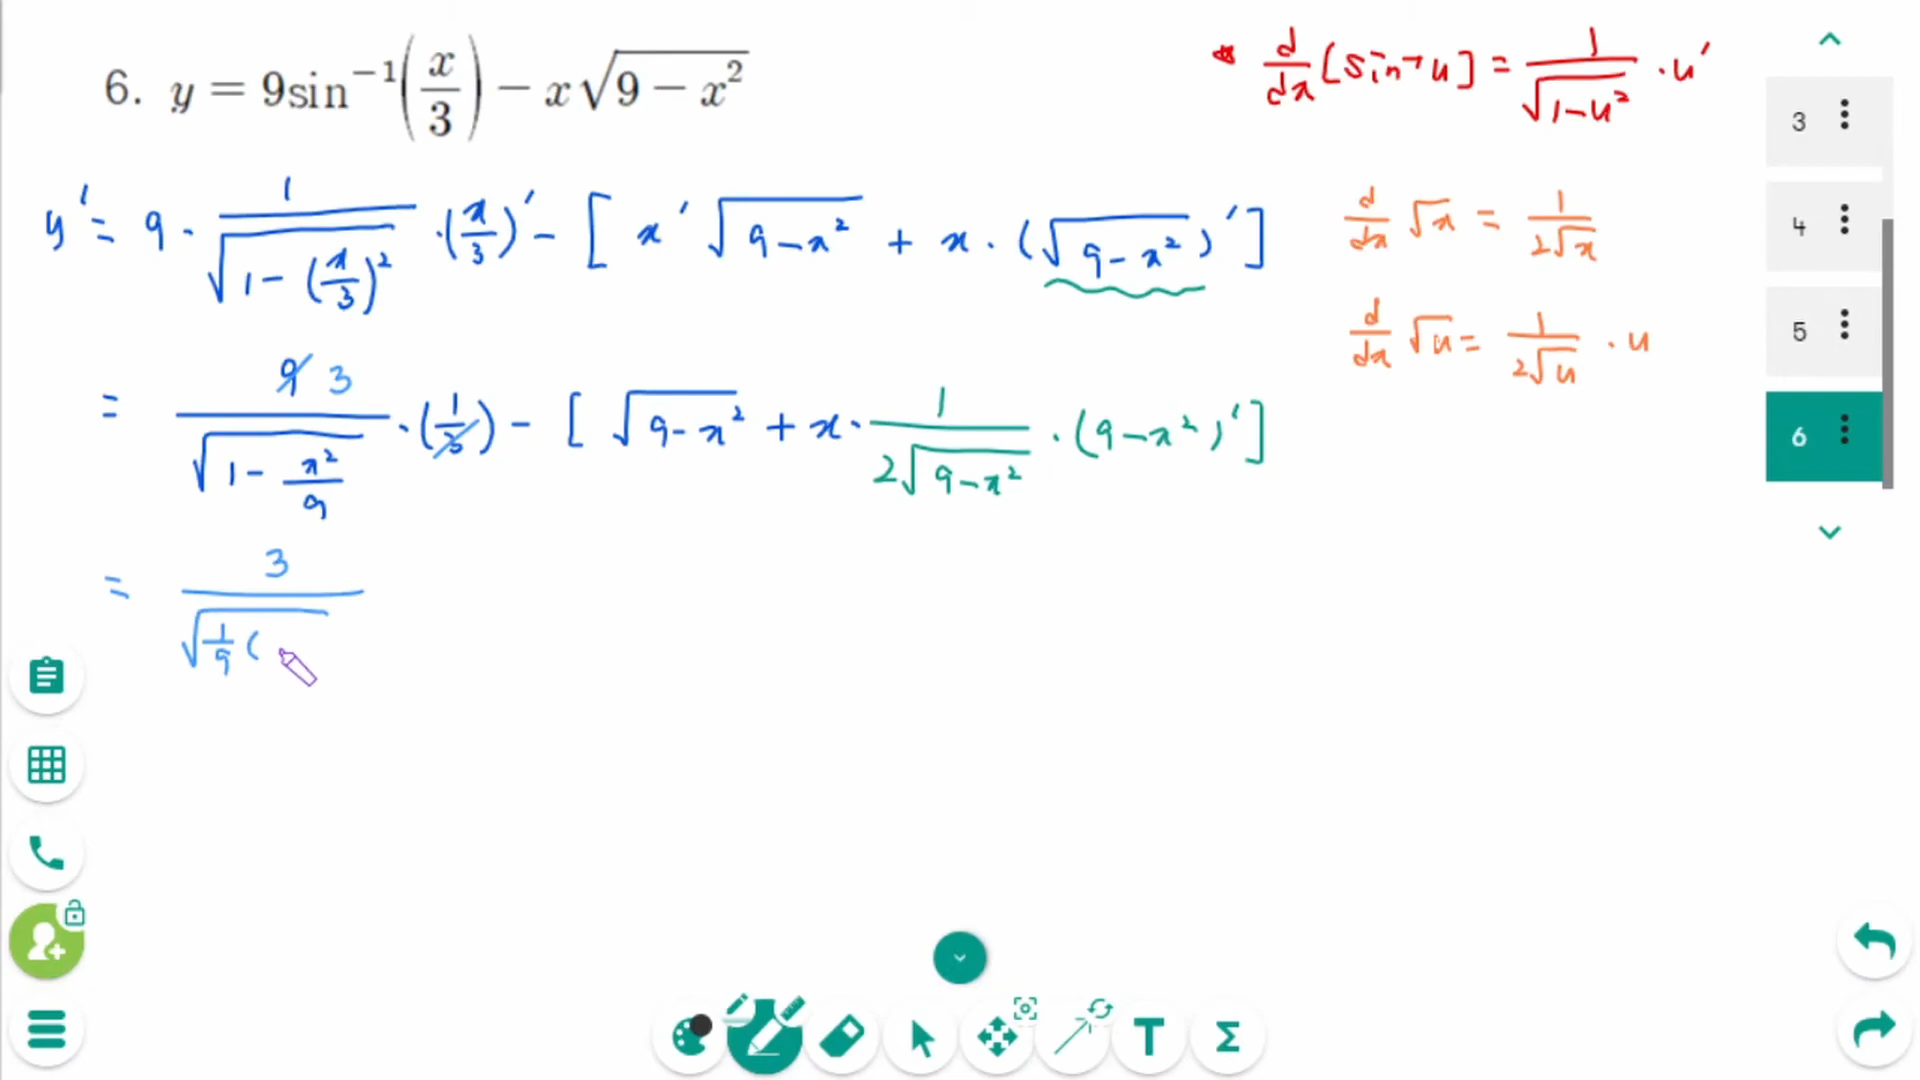 6. y = 9sin⁻¹(x/3) − x√(9 − x²)
* d/dx [sin⁻¹ u] = 1/√(1−u²) · u′
y′ = 9 · 1/√(1 − (x/3)²) · (x/3)′ − [ x′ √(9−x²) + x · (√(9−x²))′ ]
d/dx √x = 1/(2√x)
d/dx √u = 1/(2√u) · u
= 9 3/√(1 − x²/9) · (1/3) − [ √(9−x²) + x · 1/(2√(9−x²)) · (9−x²)′ ]
= 3/√(1/9 (
3
4
5
6
T
Σ